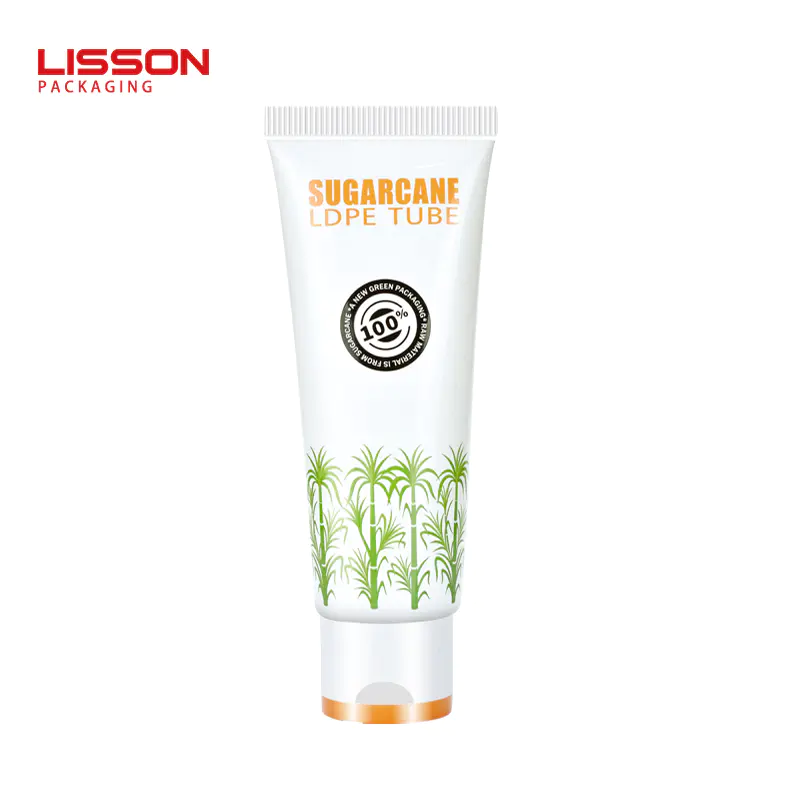 LISSON
PACKAGING
SUGARCANE
LDPE TUBE
*A NEW GREEN PACKAGING*
RAW MATERIAL IS FROM SUGARCANE
100%